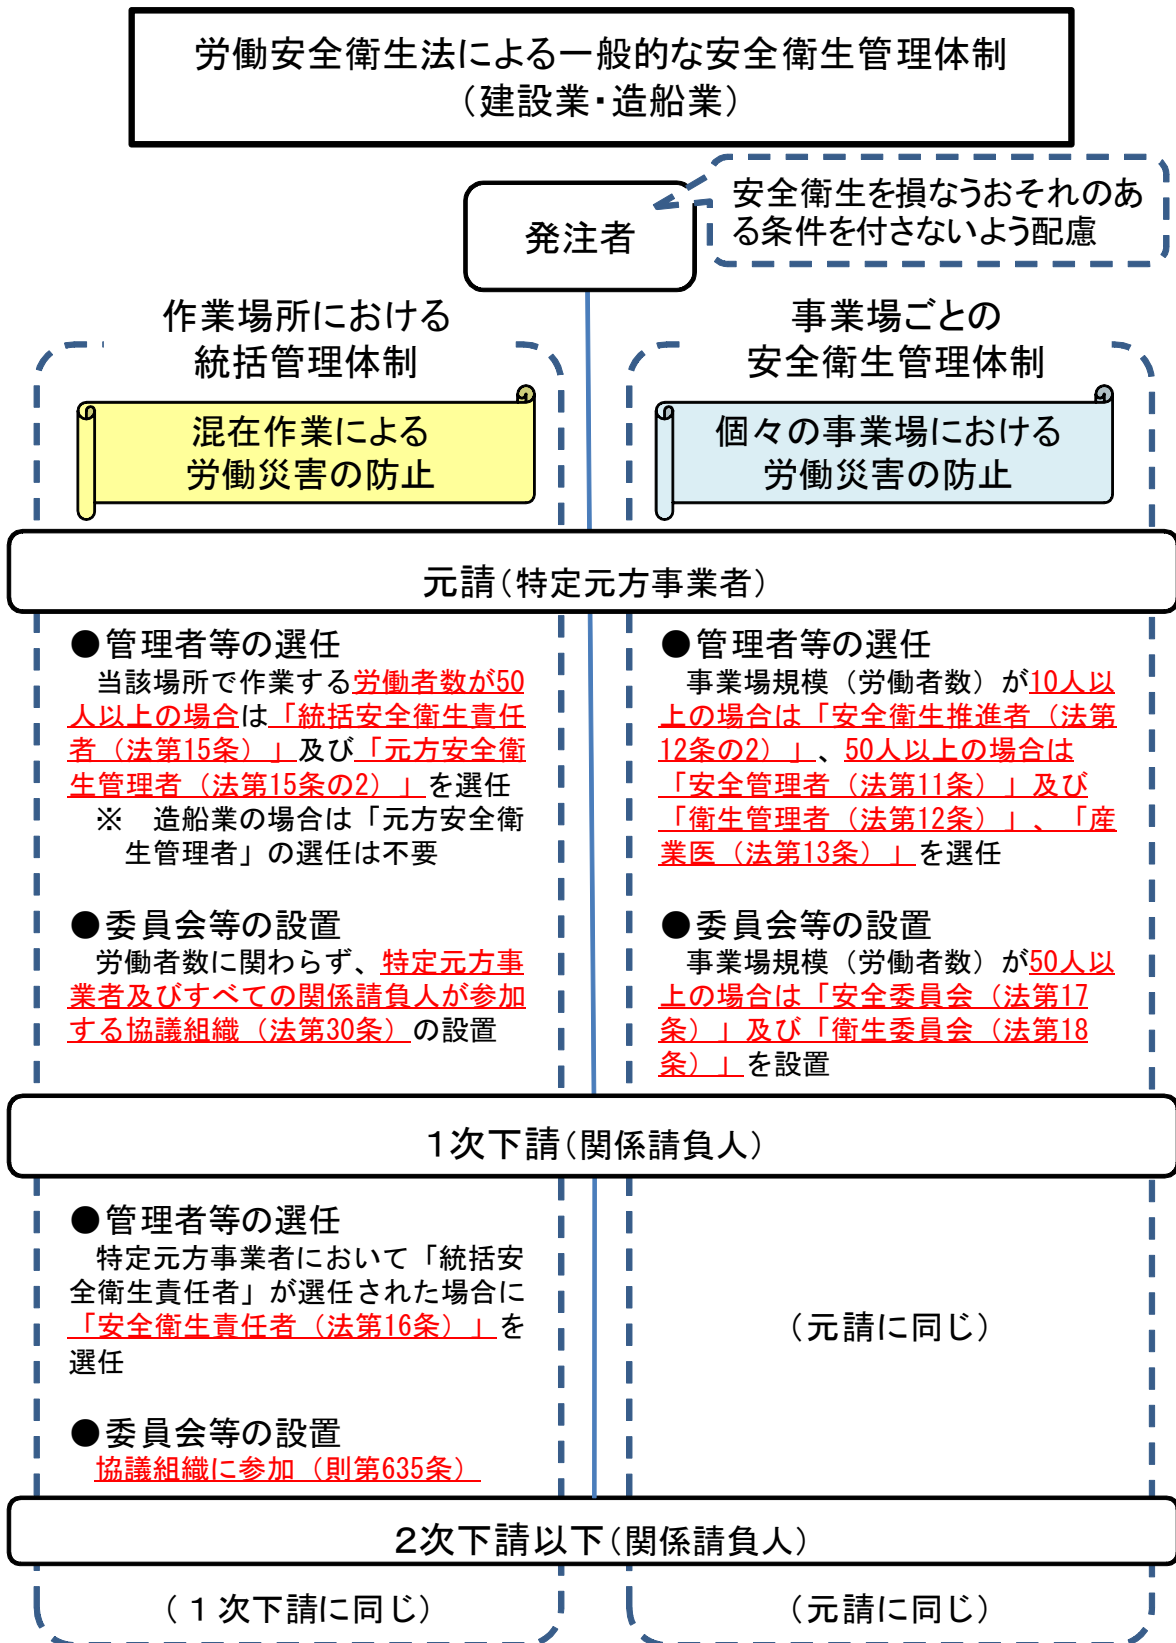 労働安全衛生法による一般的な安全衛生管理体制
（建設業・造船業）
発注者
安全衛生を損なうおそれのあ
る条件を付さないよう配慮
作業場所における
統括管理体制
混在作業による
労働災害の防止
事業場ごとの
安全衛生管理体制
個々の事業場における
労働災害の防止
元請（特定元方事業者）
●管理者等の選任
当該場所で作業する労働者数が50
人以上の場合は「統括安全衛生責任
者（法第15条）」及び「元方安全衛
生管理者（法第15条の2）」を選任
※　造船業の場合は「元方安全衛
生管理者」の選任は不要
●委員会等の設置
労働者数に関わらず、特定元方事
業者及びすべての関係請負人が参加
する協議組織（法第30条）の設置
●管理者等の選任
事業場規模（労働者数）が10人以
上の場合は「安全衛生推進者（法第
12条の2）」、50人以上の場合は
「安全管理者（法第11条）」及び
「衛生管理者（法第12条）」、「産
業医（法第13条）」を選任
●委員会等の設置
事業場規模（労働者数）が50人以
上の場合は「安全委員会（法第17
条）」及び「衛生委員会（法第18
条）」を設置
１次下請（関係請負人）
●管理者等の選任
特定元方事業者において「統括安
全衛生責任者」が選任された場合に
「安全衛生責任者（法第16条）」を
選任
●委員会等の設置
協議組織に参加（則第635条）
（元請に同じ）
２次下請以下（関係請負人）
（１次下請に同じ）
（元請に同じ）